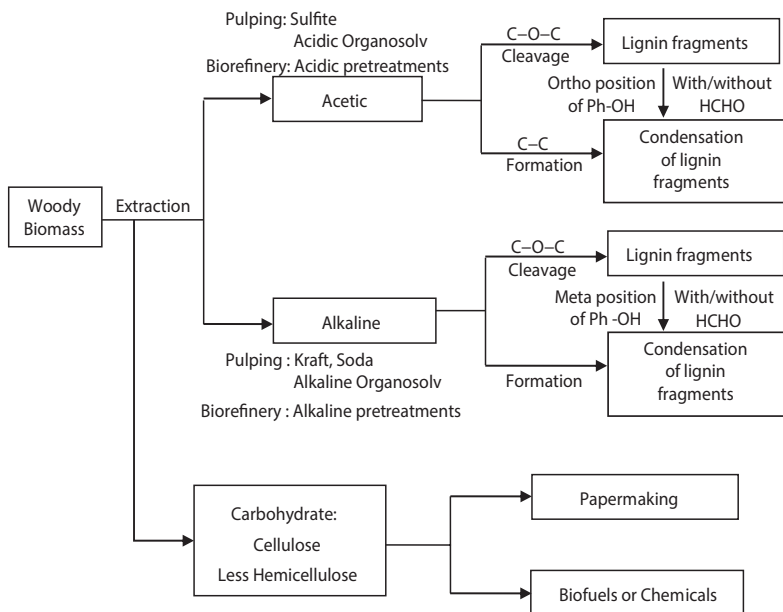 Pulping: Sulfite
Acidic Organosolv
Biorefinery: Acidic pretreatments
Acetic
C–O–C
Cleavage
Lignin fragments
Ortho position
of Ph-OH
With/without
HCHO
C–C
Formation
Condensation
of lignin
fragments
Woody
Biomass
Extraction
C–O–C
Cleavage
Lignin fragments
Meta position
of Ph -OH
With/without
HCHO
Alkaline
Pulping : Kraft, Soda
Alkaline Organosolv
Biorefinery : Alkaline pretreatments
Formation
Condensation
of lignin
fragments
Carbohydrate:
Cellulose
Less Hemicellulose
Papermaking
Biofuels or Chemicals